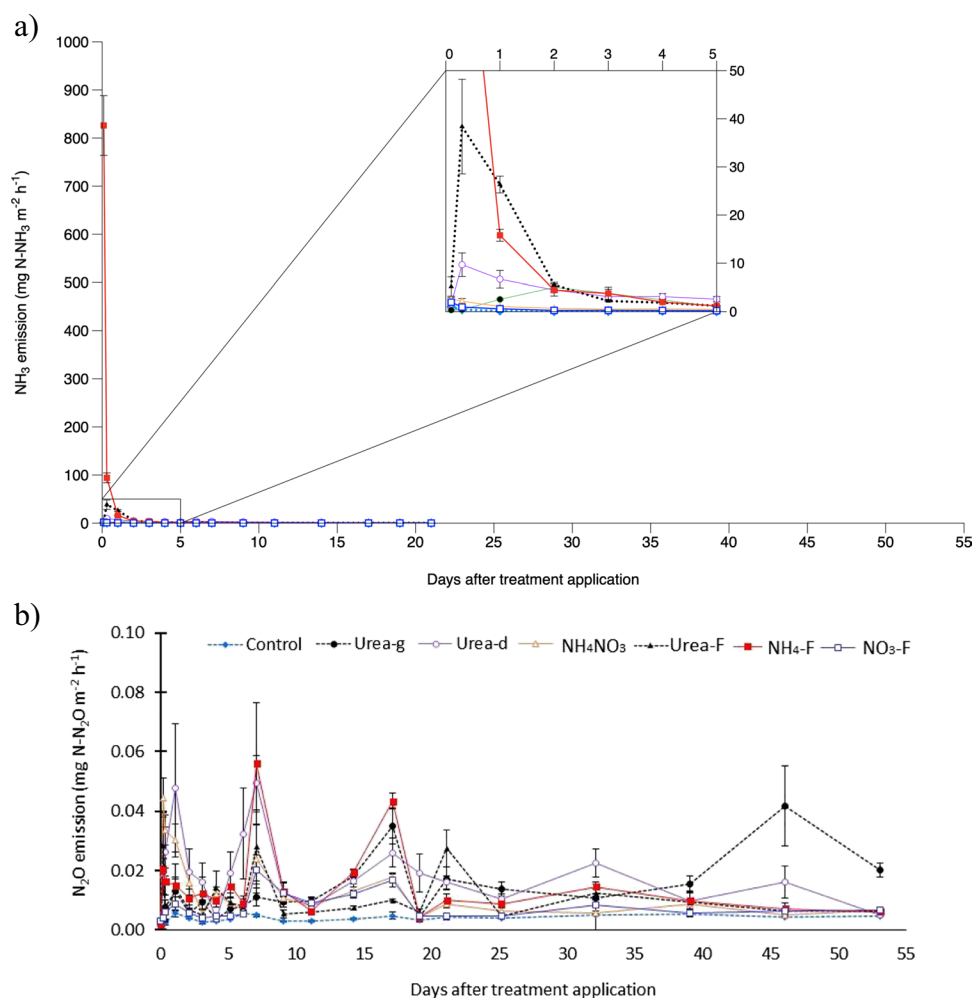 a)
NH₃ emission (mg N-NH₃ m⁻² h⁻¹)
1000
900
800
700
600
500
400
300
200
100
0
0 1 2 3 4 5
50
40
30
20
10
0
0 5 10 15 20 25 30 35 40 45 50 55
Days after treatment application
b)
N₂O emission (mg N-N₂O m⁻² h⁻¹)
0.10
0.08
0.06
0.04
0.02
0.00
Control Urea-g Urea-d NH₄NO₃ Urea-F NH₄-F NO₃-F
0 5 10 15 20 25 30 35 40 45 50 55
Days after treatment application